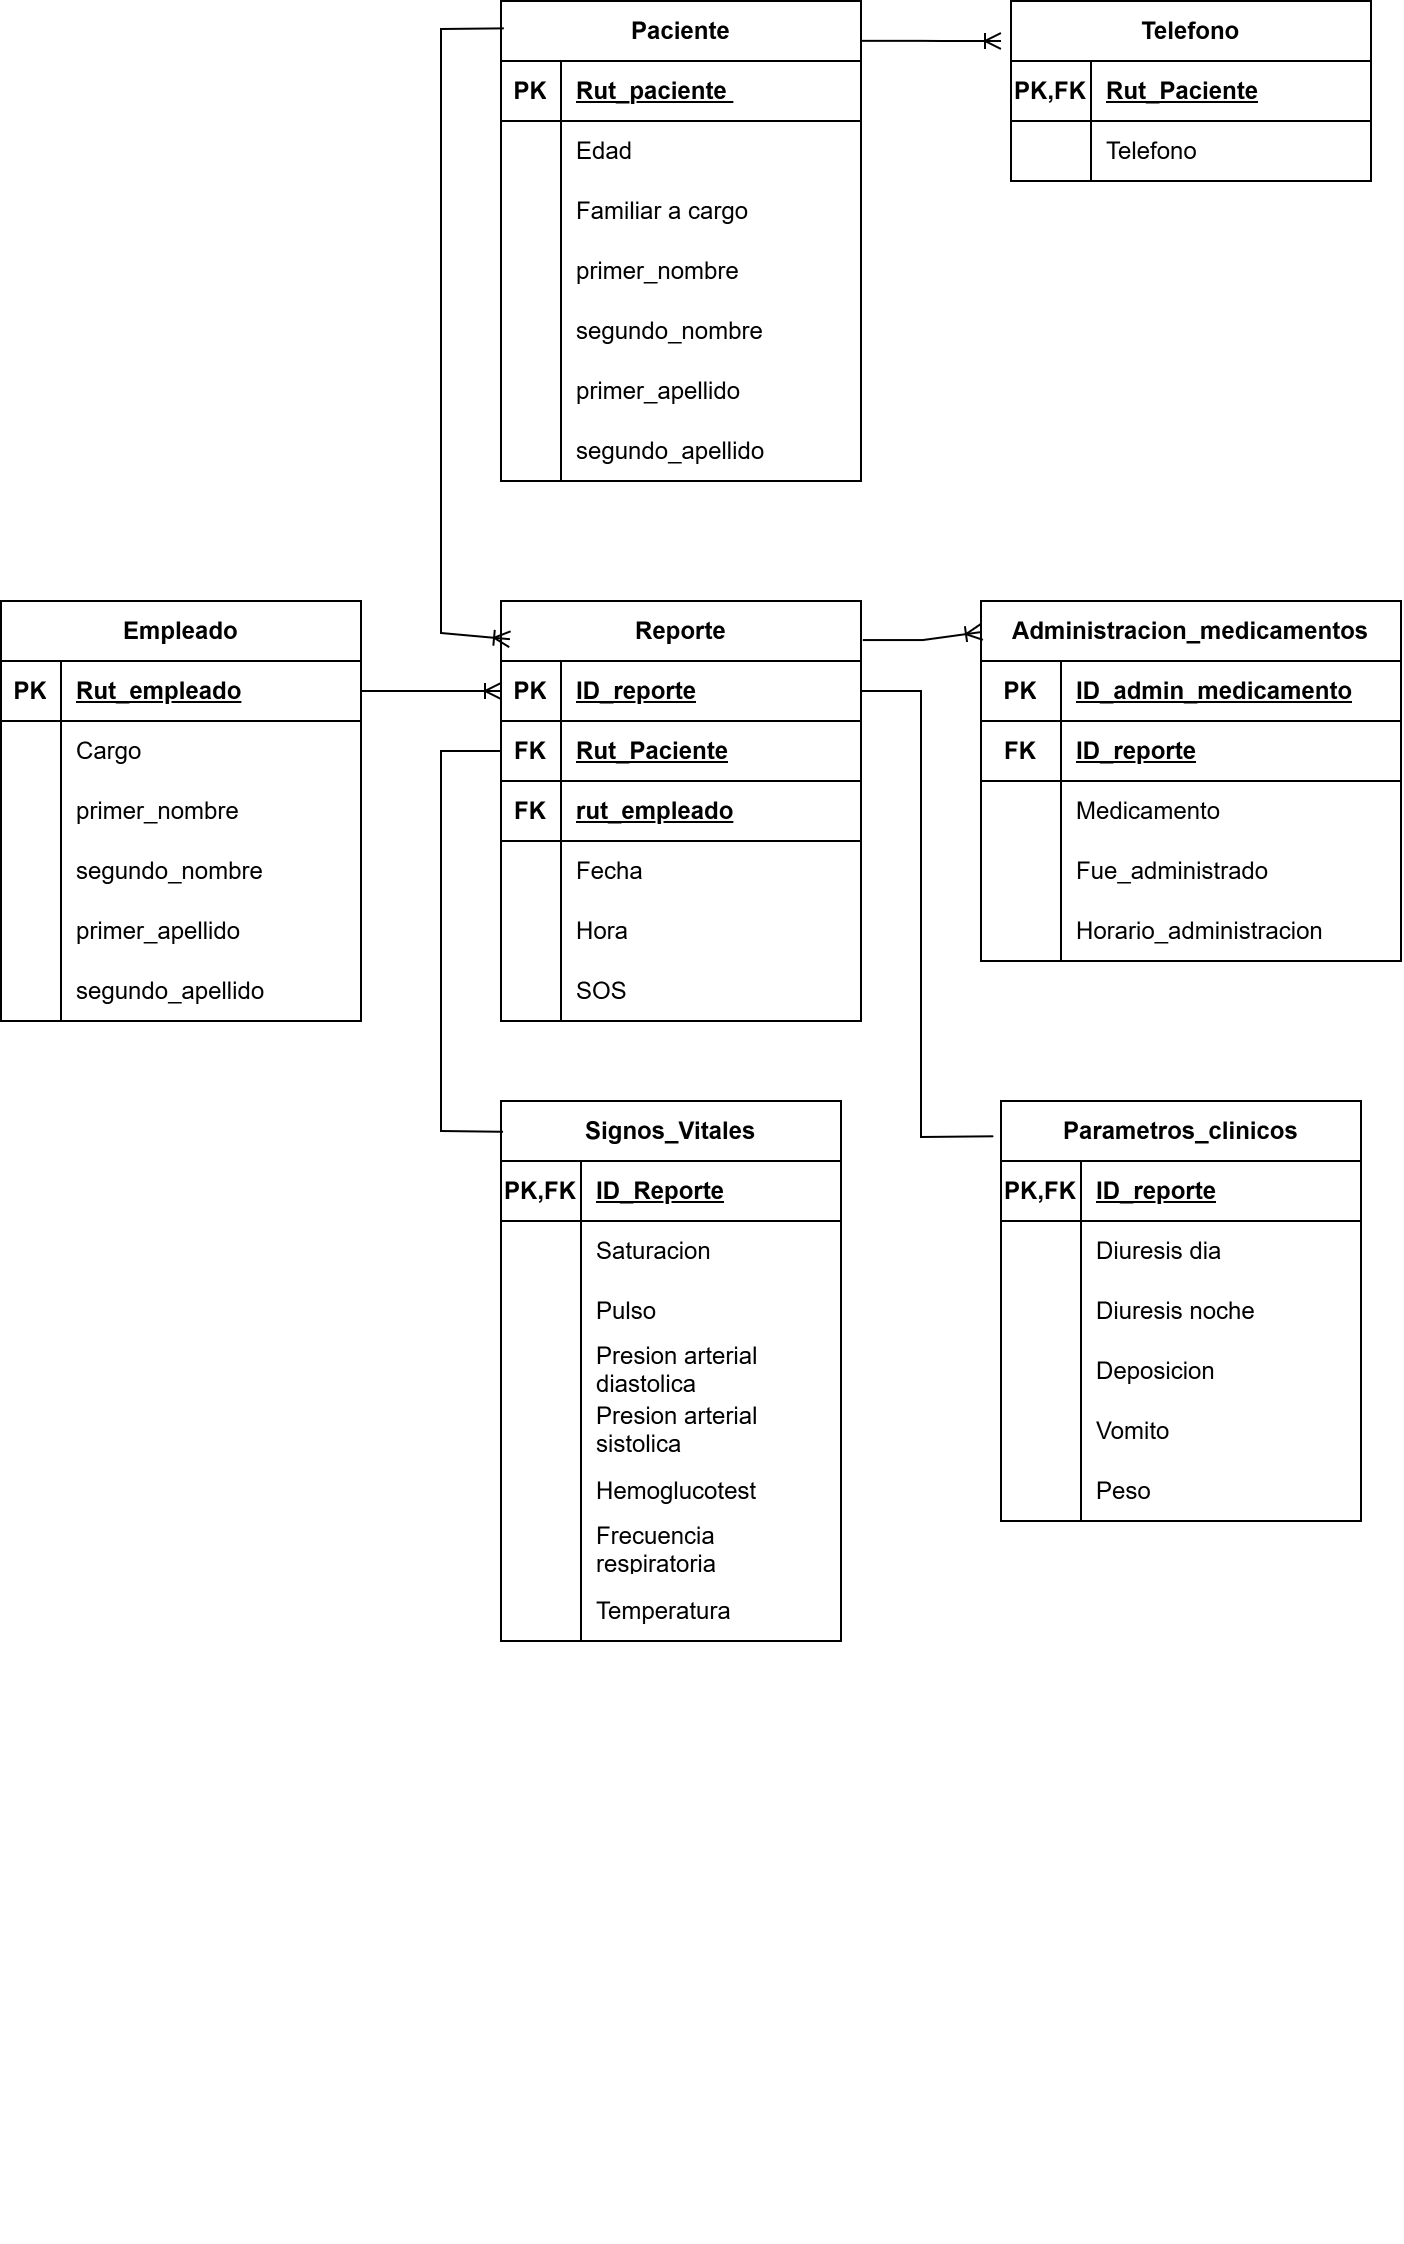 Paciente
PK Rut_paciente
Edad
Familiar a cargo
primer_nombre
segundo_nombre
primer_apellido
segundo_apellido
Telefono
PK,FK Rut_Paciente
Telefono
Empleado
PK Rut_empleado
Cargo
primer_nombre
segundo_nombre
primer_apellido
segundo_apellido
Reporte
PK ID_reporte
FK Rut_Paciente
FK rut_empleado
Fecha
Hora
SOS
Administracion_medicamentos
PK ID_admin_medicamento
FK ID_reporte
Medicamento
Fue_administrado
Horario_administracion
Signos_Vitales
PK,FK ID_Reporte
Saturacion
Pulso
Presion arterial
diastolica
Presion arterial
sistolica
Hemoglucotest
Frecuencia
respiratoria
Temperatura
Parametros_clinicos
PK,FK ID_reporte
Diuresis dia
Diuresis noche
Deposicion
Vomito
Peso